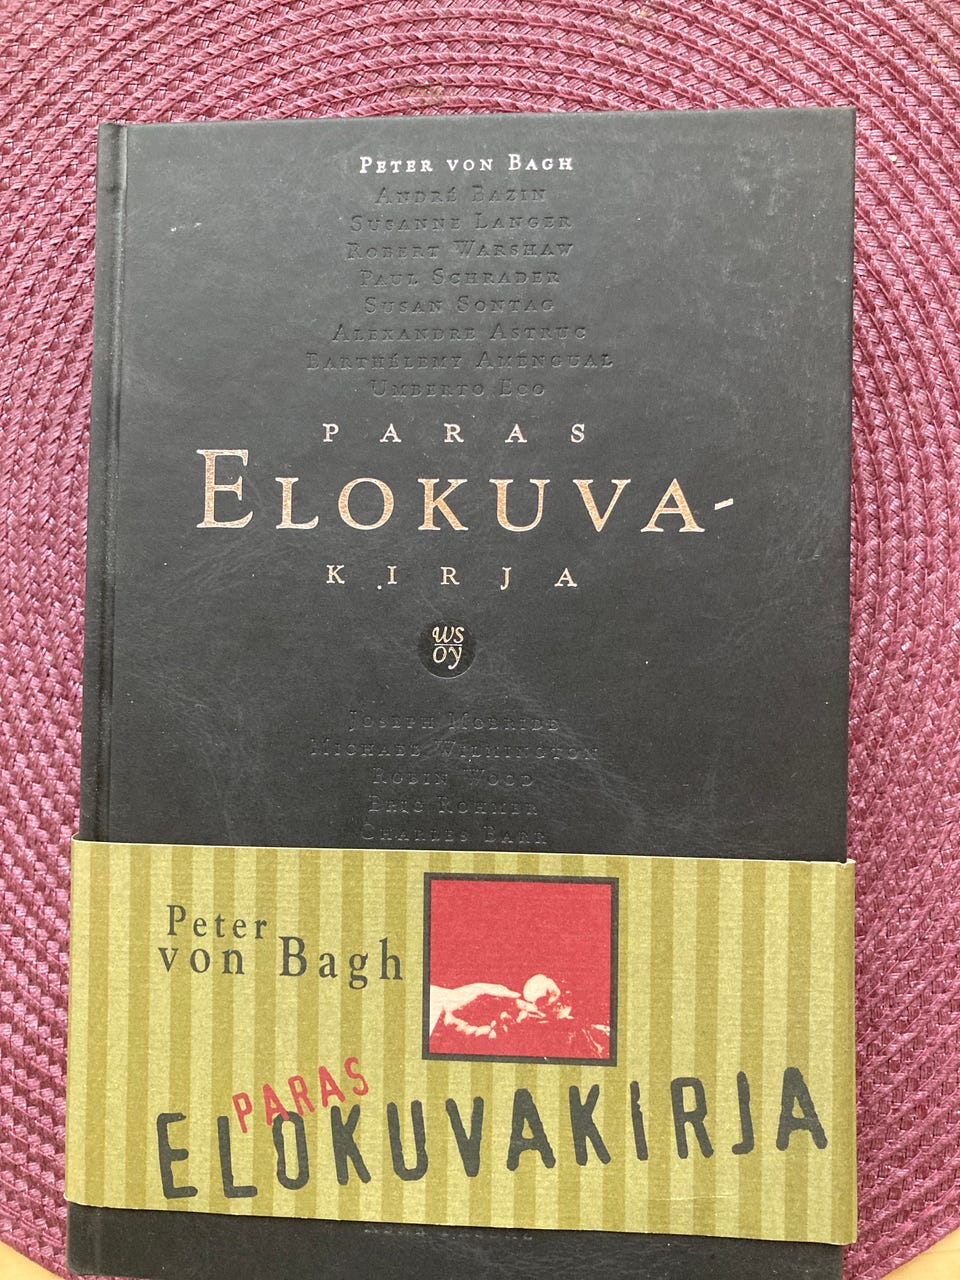 PETER VON BAGH
ANDRÉ BAZIN
SUSANNE LANGER
ROBERT WARSHAW
PAUL SCHRADER
SUSAN SONTAG
ALEXANDRE ASTRUC
BARTHÉLEMY AMENGUAL
UMBERTO ECO
PARAS
ELOKUVA-
KIRJA
WS
OY
JOSEPH MCBRIDE
MICHAEL WILMINGTON
ROBIN WOOD
ERIC ROHMER
CHARLES BARR
Peter
von Bagh
PARAS
ELOKUVAKIRJA